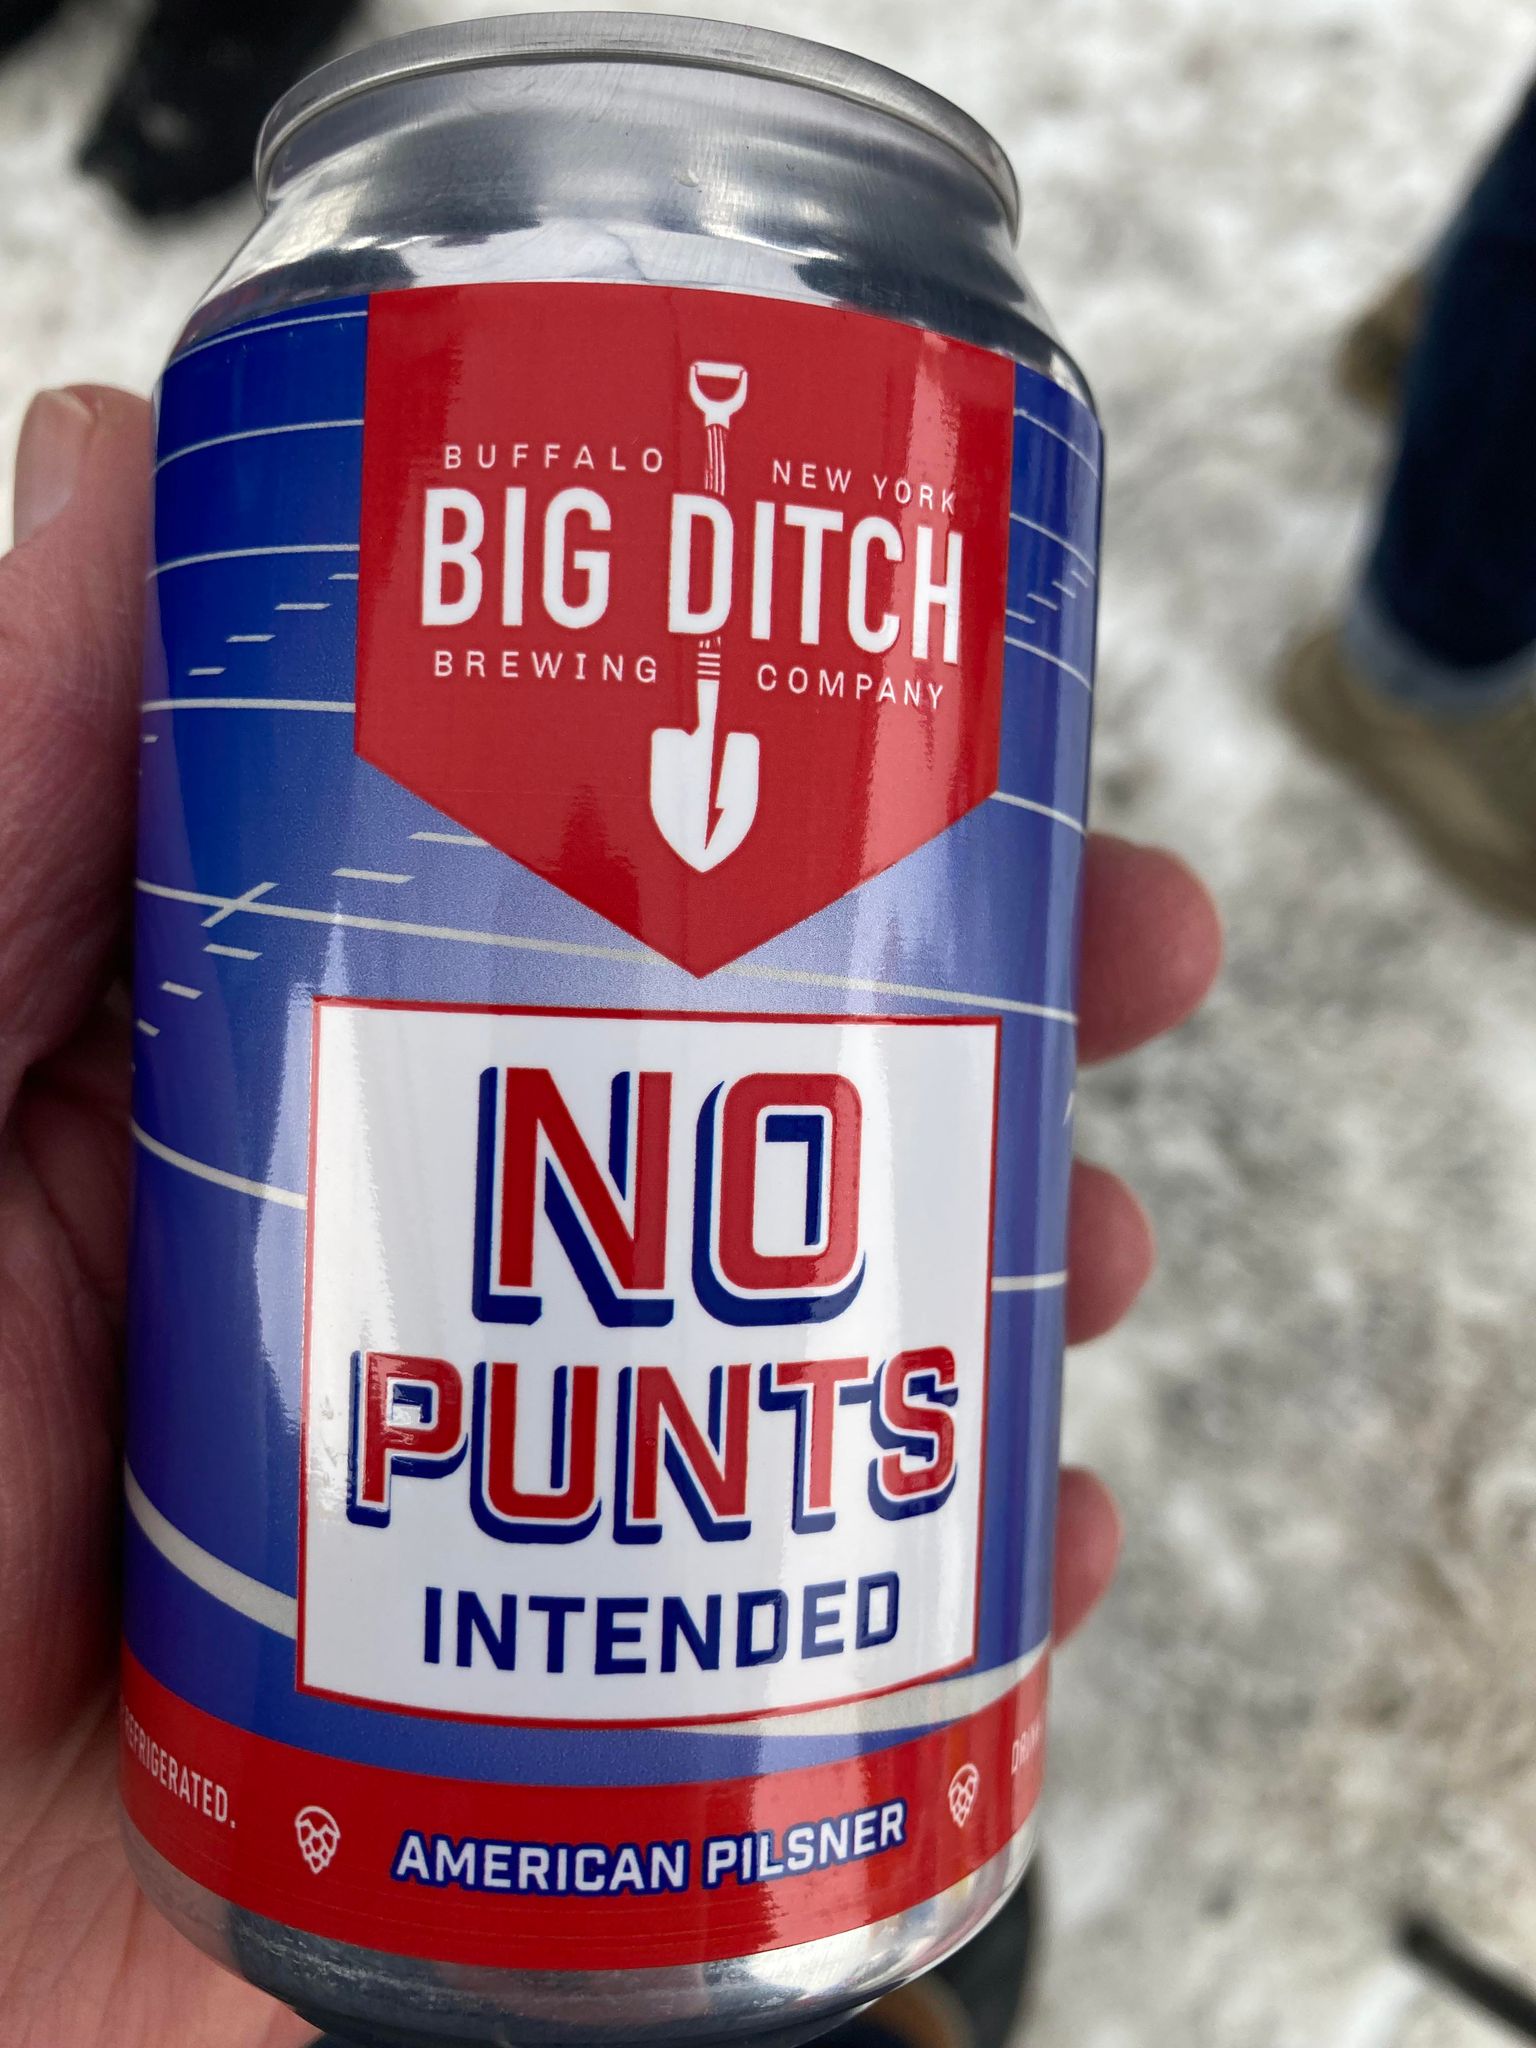 BUFFALO NEW YORK
BIG DITCH
BREWING COMPANY
NO
PUNTS
INTENDED
REFRIGERATED.
AMERICAN PILSNER